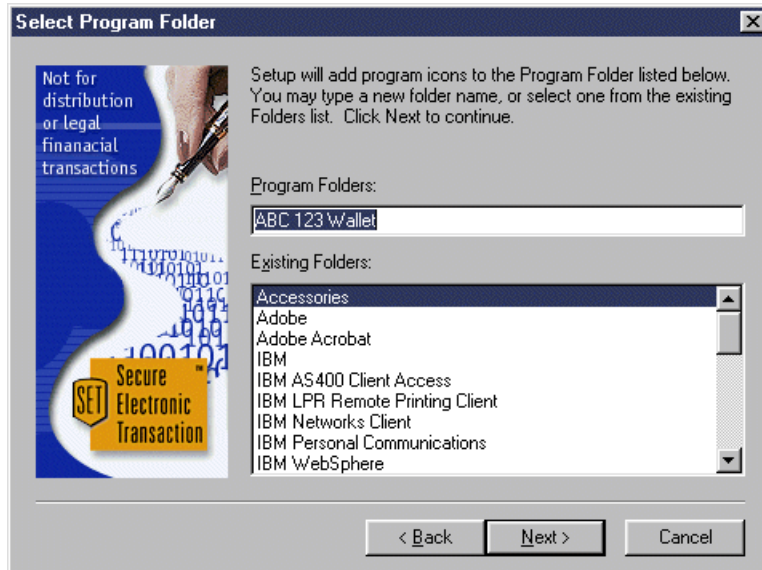 Select Program Folder
Not for
distribution
or legal
finanacial
transactions
Setup will add program icons to the Program Folder listed below.
You may type a new folder name, or select one from the existing
Folders list. Click Next to continue.
Program Folders:
ABC 123 Wallet
Existing Folders:
Accessories
Adobe
Adobe Acrobat
IBM
IBM AS400 Client Access
IBM LPR Remote Printing Client
IBM Networks Client
IBM Personal Communications
IBM WebSphere
SET
Secure ™
Electronic
Transaction
< Back
Next >
Cancel